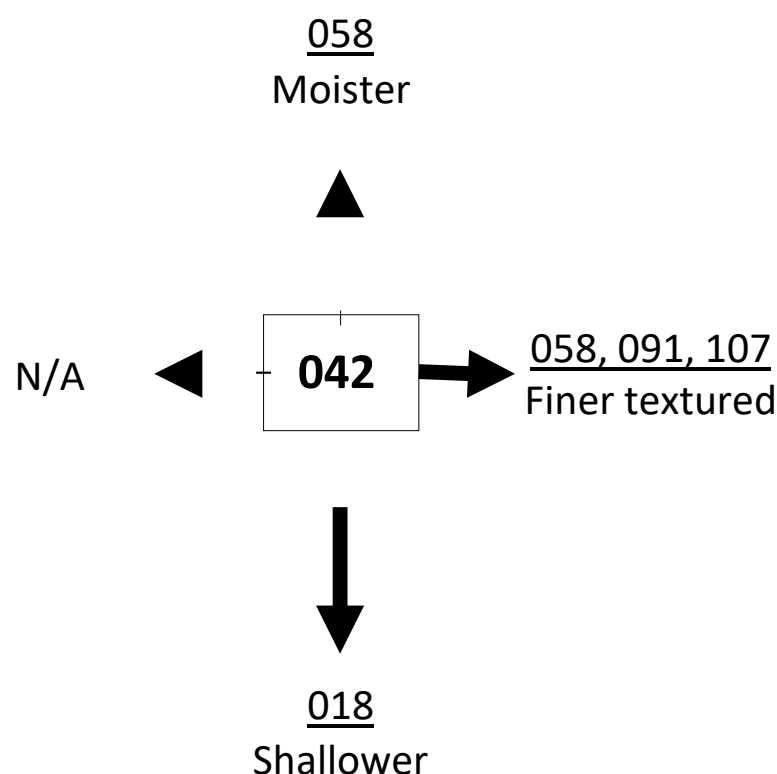 058
Moister
N/A
042
058, 091, 107
Finer textured
018
Shallower